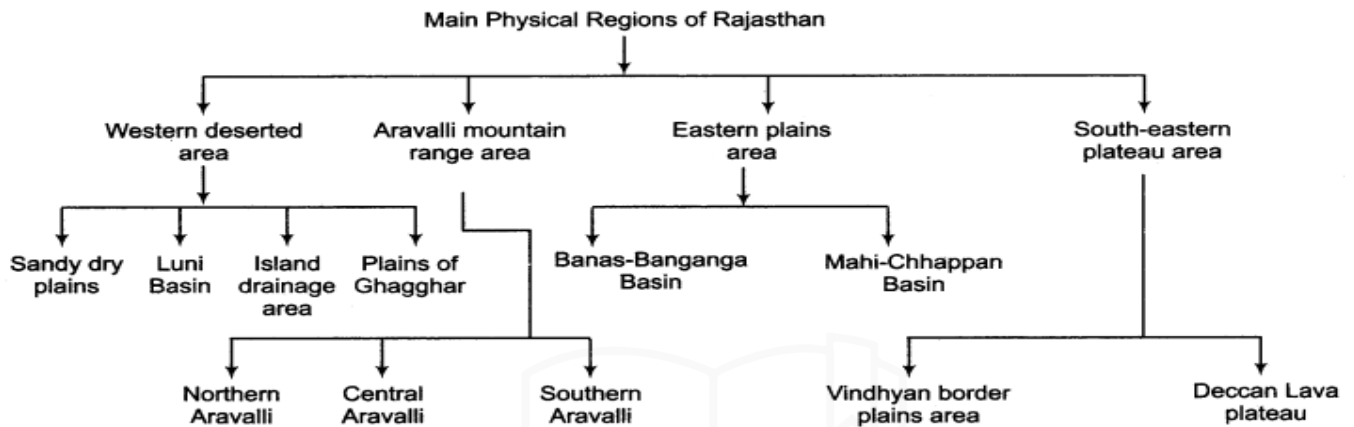 Main Physical Regions of Rajasthan
Western deserted
area
Aravalli mountain
range area
Eastern plains
area
South-eastern
plateau area
Sandy dry
plains
Luni
Basin
Island
drainage
area
Plains of
Ghagghar
Banas-Banganga
Basin
Mahi-Chhappan
Basin
Northern
Aravalli
Central
Aravalli
Southern
Aravalli
Vindhyan border
plains area
Deccan Lava
plateau